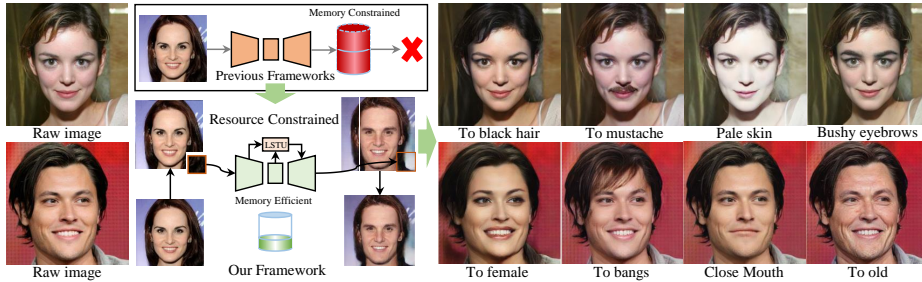 Memory Constrained
Previous Frameworks
Raw image
Resource Constrained
LSTU
Memory Efficient
Our Framework
Raw image
To black hair
To mustache
Pale skin
Bushy eyebrows
To female
To bangs
Close Mouth
To old